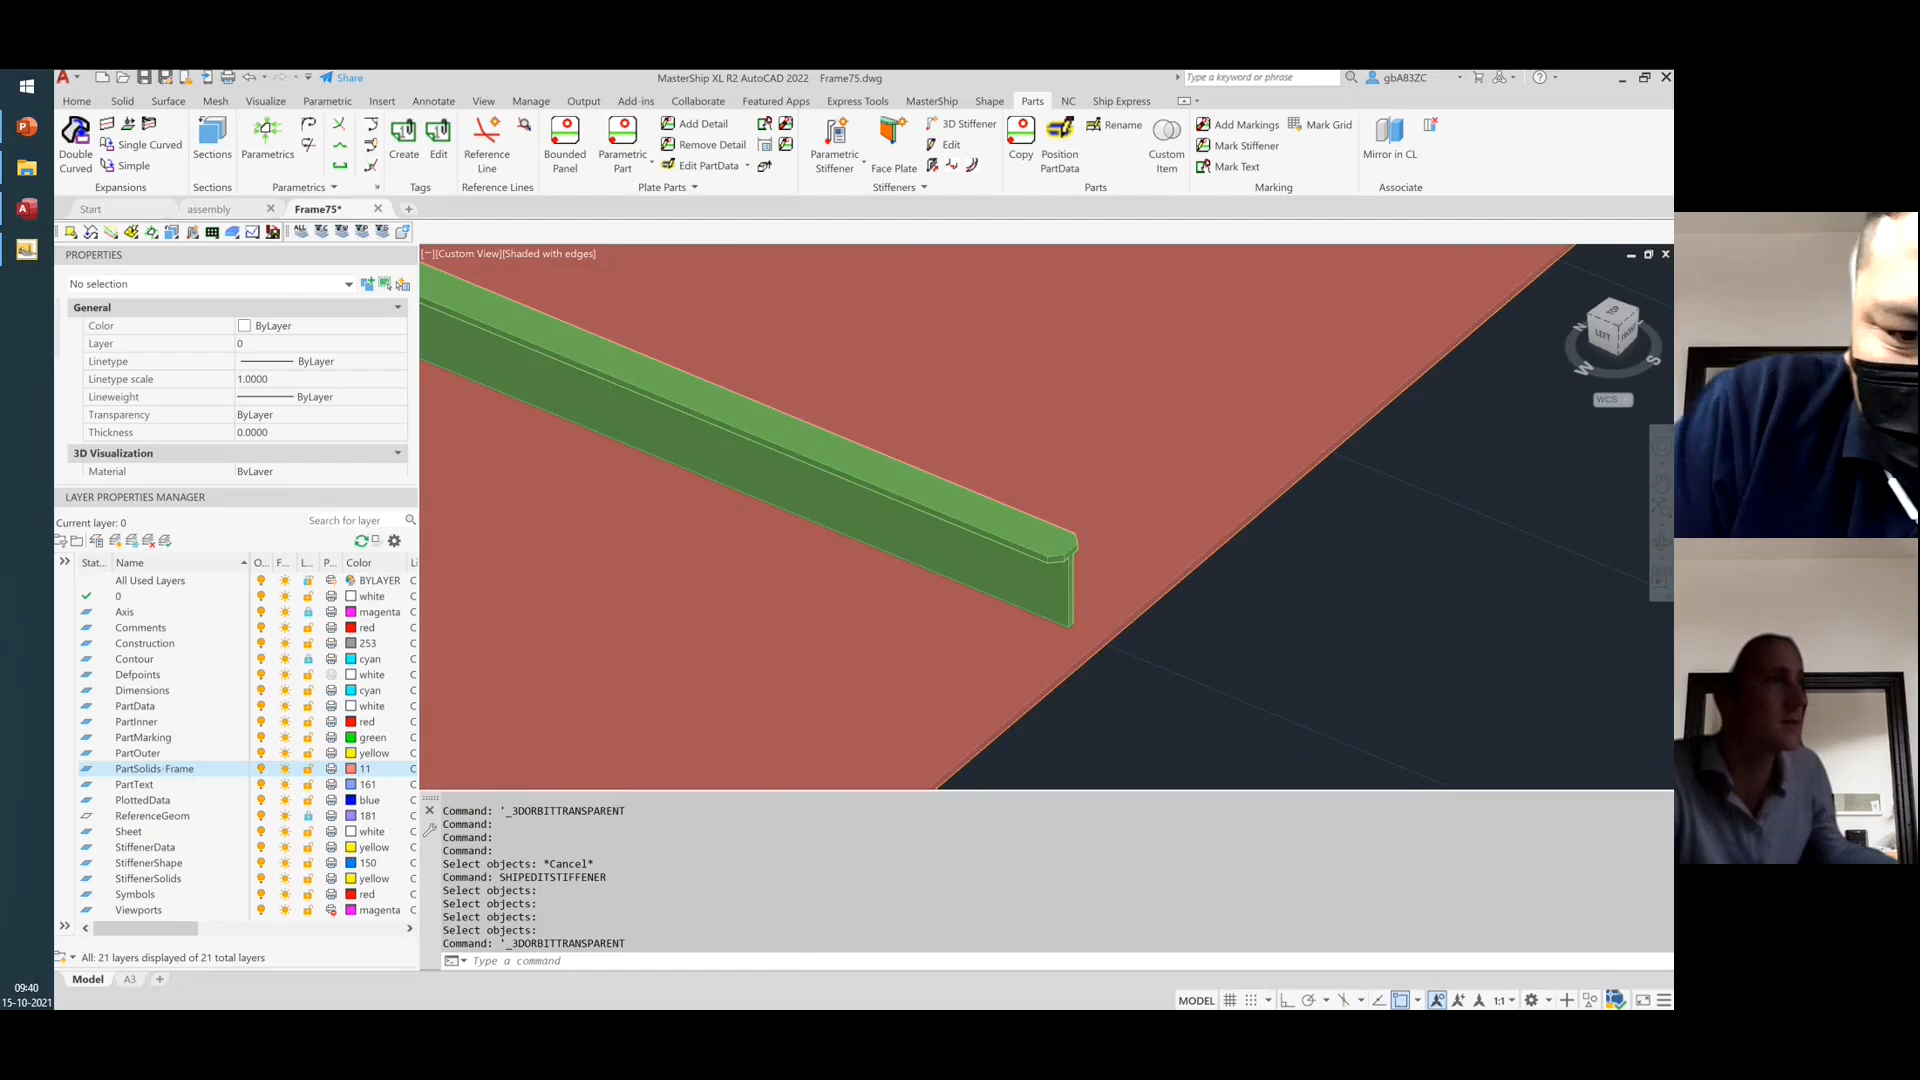 Share
MasterShip XL R2 AutoCAD 2022 Frame75.dwg
Type a keyword or phrase
gbA83ZC
Home Solid Surface Mesh Visualize Parametric Insert Annotate View Manage Output Add-ins Collaborate Featured Apps Express Tools MasterShip Shape Parts NC Ship Express
Double Curved
Single Curved
Simple
Expansions
Sections
Sections
Parametrics
Parametrics
Create
Edit
Tags
Reference Line
Reference Lines
Bounded Panel
Parametric Part
Add Detail
Remove Detail
Edit PartData
Plate Parts
Parametric Stiffener
Face Plate
3D Stiffener
Edit
Stiffeners
Copy
Position PartData
Rename
Custom Item
Parts
Add Markings
Mark Grid
Mark Stiffener
Mark Text
Marking
Mirror in CL
Associate
Start
assembly
Frame75*
PROPERTIES
No selection
General
Color ByLayer
Layer 0
Linetype ByLayer
Linetype scale 1.0000
Lineweight ByLayer
Transparency ByLayer
Thickness 0.0000
3D Visualization
Material ByLayer
LAYER PROPERTIES MANAGER
Current layer: 0
Search for layer
Stat... Name O... F... L... P... Color Li
All Used Layers BYLAYER
0 white C
Axis magenta C
Comments red C
Construction 253 C
Contour cyan C
Defpoints white C
Dimensions cyan C
PartData white C
PartInner red C
PartMarking green C
PartOuter yellow C
PartSolids-Frame 11 C
PartText 161 C
PlottedData blue C
ReferenceGeom 181 C
Sheet white C
StiffenerData yellow C
StiffenerShape 150 C
StiffenerSolids yellow C
Symbols red C
Viewports magenta C
All: 21 layers displayed of 21 total layers
Model A3
[−][Custom View][Shaded with edges]
TOP
LEFT
FRONT
N
W
S
WCS
Command: '_3DORBITTRANSPARENT
Command:
Command:
Command:
Select objects: *Cancel*
Command: SHIPEDITSTIFFENER
Select objects:
Select objects:
Select objects:
Select objects:
Command: '_3DORBITTRANSPARENT
Type a command
MODEL
1:1
09:40
15-10-2021